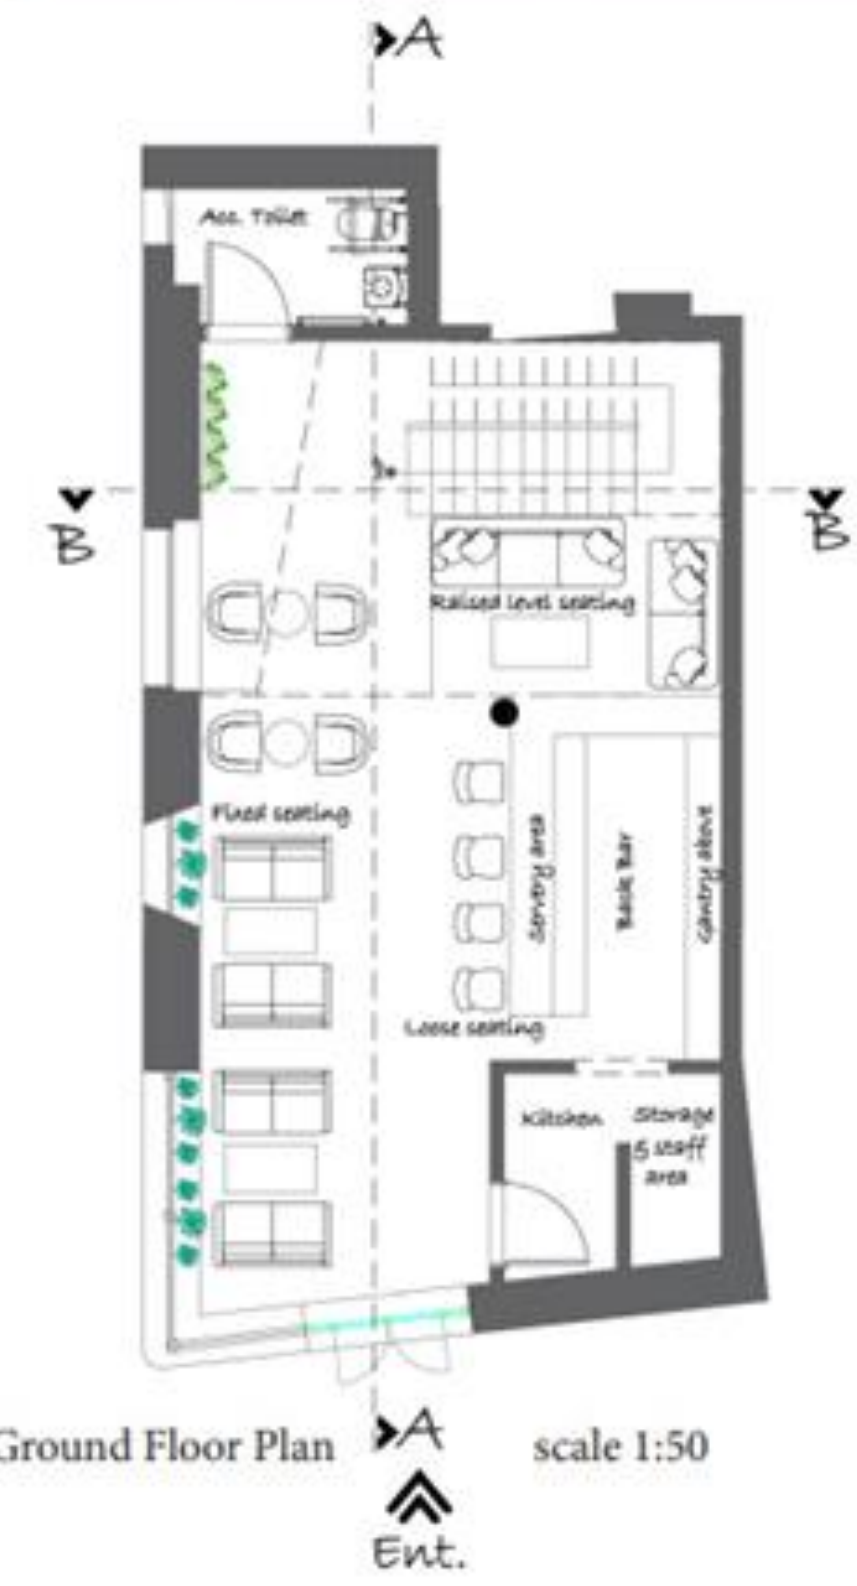 A
Acc. Toilet
B
B
Raised level seating
Fixed seating
Servery area
Back Bar
Gantry above
Loose seating
Kitchen
Storage
& staff
area
Ground Floor Plan
A
scale 1:50
Ent.